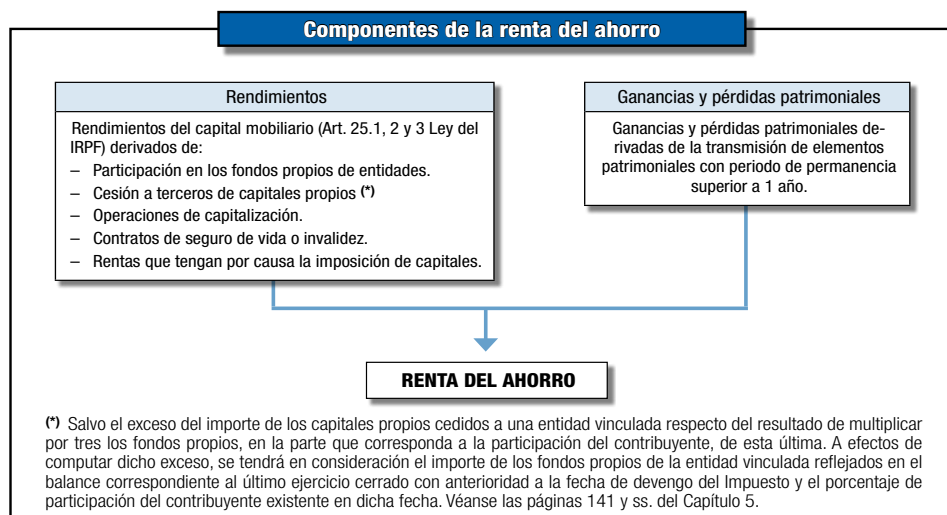 Componentes de la renta del ahorro
Rendimientos
Rendimientos del capital mobiliario (Art. 25.1, 2 y 3 Ley del
IRPF) derivados de:
– Participación en los fondos propios de entidades.
– Cesión a terceros de capitales propios (*)
– Operaciones de capitalización.
– Contratos de seguro de vida o invalidez.
– Rentas que tengan por causa la imposición de capitales.
Ganancias y pérdidas patrimoniales
Ganancias y pérdidas patrimoniales de-
rivadas de la transmisión de elementos
patrimoniales con periodo de permanencia
superior a 1 año.
RENTA DEL AHORRO
(*) Salvo el exceso del importe de los capitales propios cedidos a una entidad vinculada respecto del resultado de multiplicar
por tres los fondos propios, en la parte que corresponda a la participación del contribuyente, de esta última. A efectos de
computar dicho exceso, se tendrá en consideración el importe de los fondos propios de la entidad vinculada reflejados en el
balance correspondiente al último ejercicio cerrado con anterioridad a la fecha de devengo del Impuesto y el porcentaje de
participación del contribuyente existente en dicha fecha. Véanse las páginas 141 y ss. del Capítulo 5.